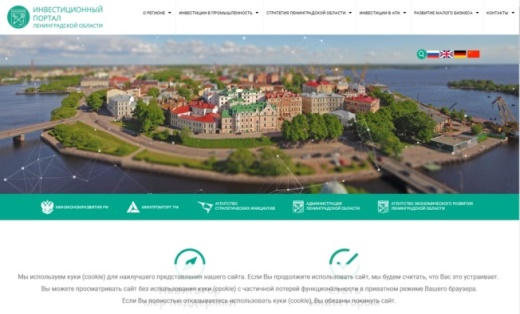 ИНВЕСТИЦИОННЫЙ
ПОРТАЛ
ЛЕНИНГРАДСКОЙ ОБЛАСТИ
О РЕГИОНЕ ИНВЕСТИЦИИ В ПРОМЫШЛЕННОСТЬ СТРАТЕГИЯ ЛЕНИНГРАДСКОЙ ОБЛАСТИ ИНВЕСТИЦИИ В АПК РАЗВИТИЕ МАЛОГО БИЗНЕСА КОНТАКТЫ
МИНЭКОНОМРАЗВИТИЯ РФ
МИНПРОМТОРГ РФ
АГЕНТСТВО
СТРАТЕГИЧЕСКИХ ИНИЦИАТИВ
АДМИНИСТРАЦИЯ
ЛЕНИНГРАДСКОЙ ОБЛАСТИ
АГЕНТСТВО ЭКОНОМИЧЕСКОГО РАЗВИТИЯ
ЛЕНИНГРАДСКОЙ ОБЛАСТИ
Мы используем куки (cookie) для наилучшего представления нашего сайта. Если Вы продолжите использовать сайт, мы будем считать, что Вас это устраивает.
Вы можете просматривать сайт без использования куки (cookie) с частичной потерей функциональности в приватном режиме Вашего браузера.
Если Вы полностью отказываетесь использовать куки (cookie), Вы обязаны покинуть сайт.